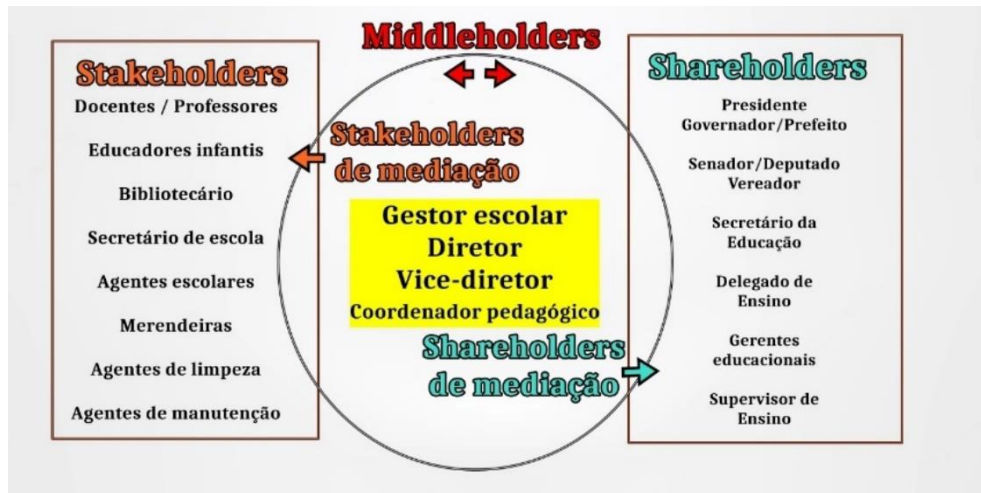 Middleholders
Stakeholders
Docentes / Professores
Educadores infantis
Bibliotecário
Secretário de escola
Agentes escolares
Merendeiras
Agentes de limpeza
Agentes de manutenção
Stakeholders
de mediação
Gestor escolar
Diretor
Vice-diretor
Coordenador pedagógico
Shareholders
de mediação
Shareholders
Presidente
Governador/Prefeito
Senador/Deputado
Vereador
Secretário da
Educação
Delegado de
Ensino
Gerentes
educacionais
Supervisor de
Ensino